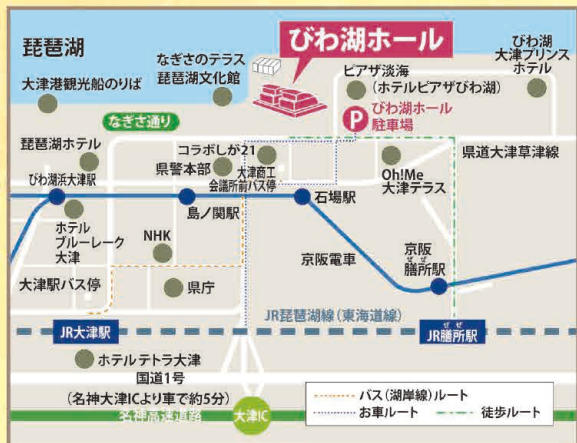 琵琶湖
なぎさのテラス
琵琶湖文化館
びわ湖ホール
びわ湖
大津プリンス
ホテル
大津港観光船のりば
ピアザ淡海
(ホテルピアザびわ湖)
なぎさ通り
P
びわ湖ホール
駐車場
琵琶湖ホテル
コラボしが21
県警本部
大津商工
会議所前バス停
県道大津草津線
びわ湖浜大津駅
Oh!Me
大津テラス
島ノ関駅
石場駅
ホテル
ブルーレーク
大津
NHK
京阪電車
京阪
ぜぜ
膳所駅
大津駅バス停
県庁
JR琵琶湖線(東海道線)
JR大津駅
ぜぜ
JR膳所駅
ホテルテトラ大津
国道1号
(名神大津ICより車で約5分)
名神高速道路
大津IC
バス(湖岸線)ルート
お車ルート
徒歩ルート